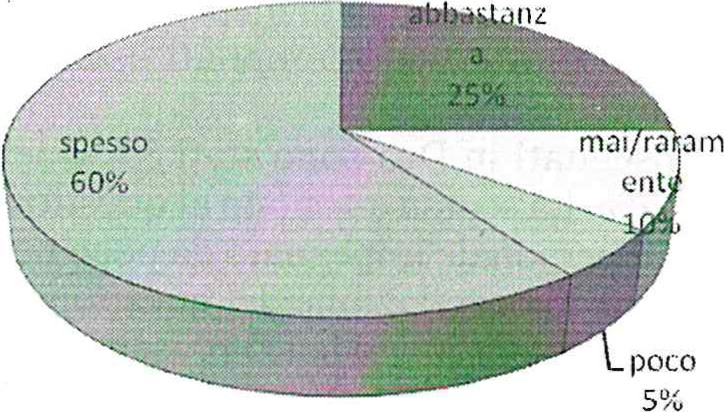 abbastanz
a
25%
spesso
60%
mai/raram
ente
10%
poco
5%